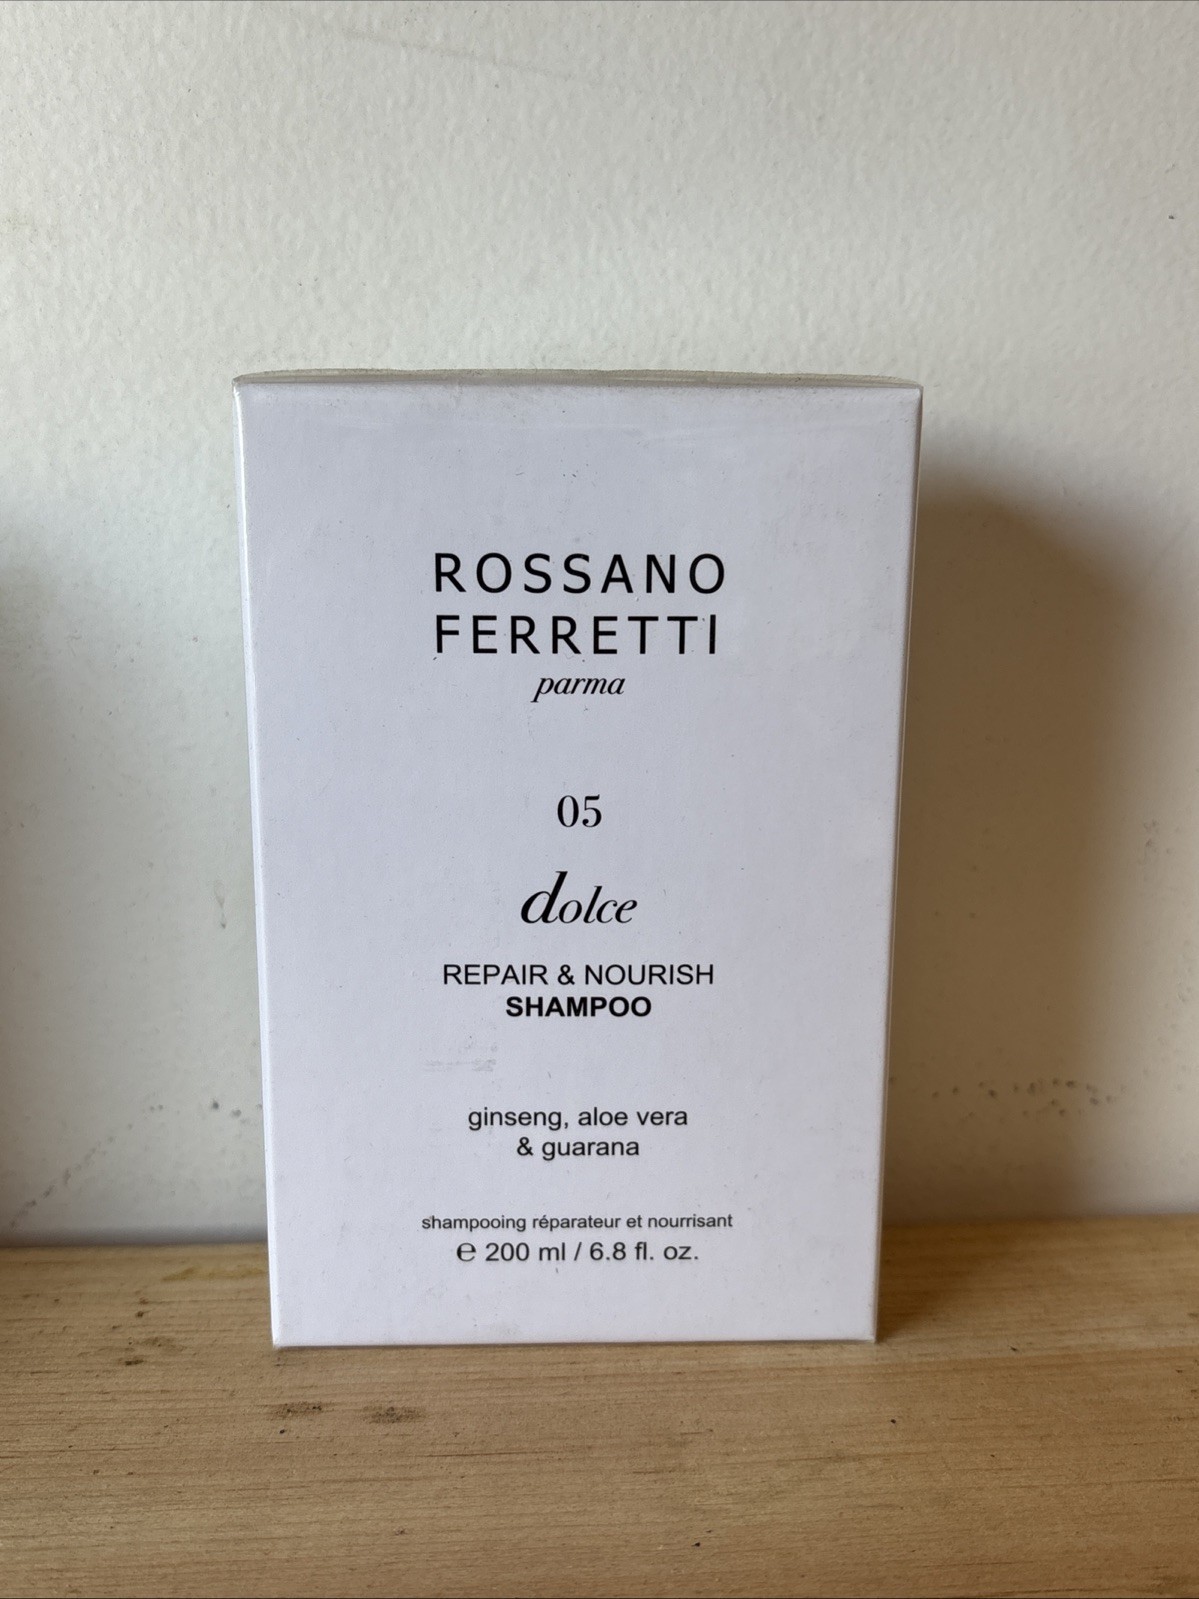 ROSSANO
FERRETTI
parma
05
dolce
REPAIR & NOURISH
SHAMPOO
ginseng, aloe vera
& guarana
shampooing réparateur et nourrisant
℮ 200 ml / 6.8 fl. oz.